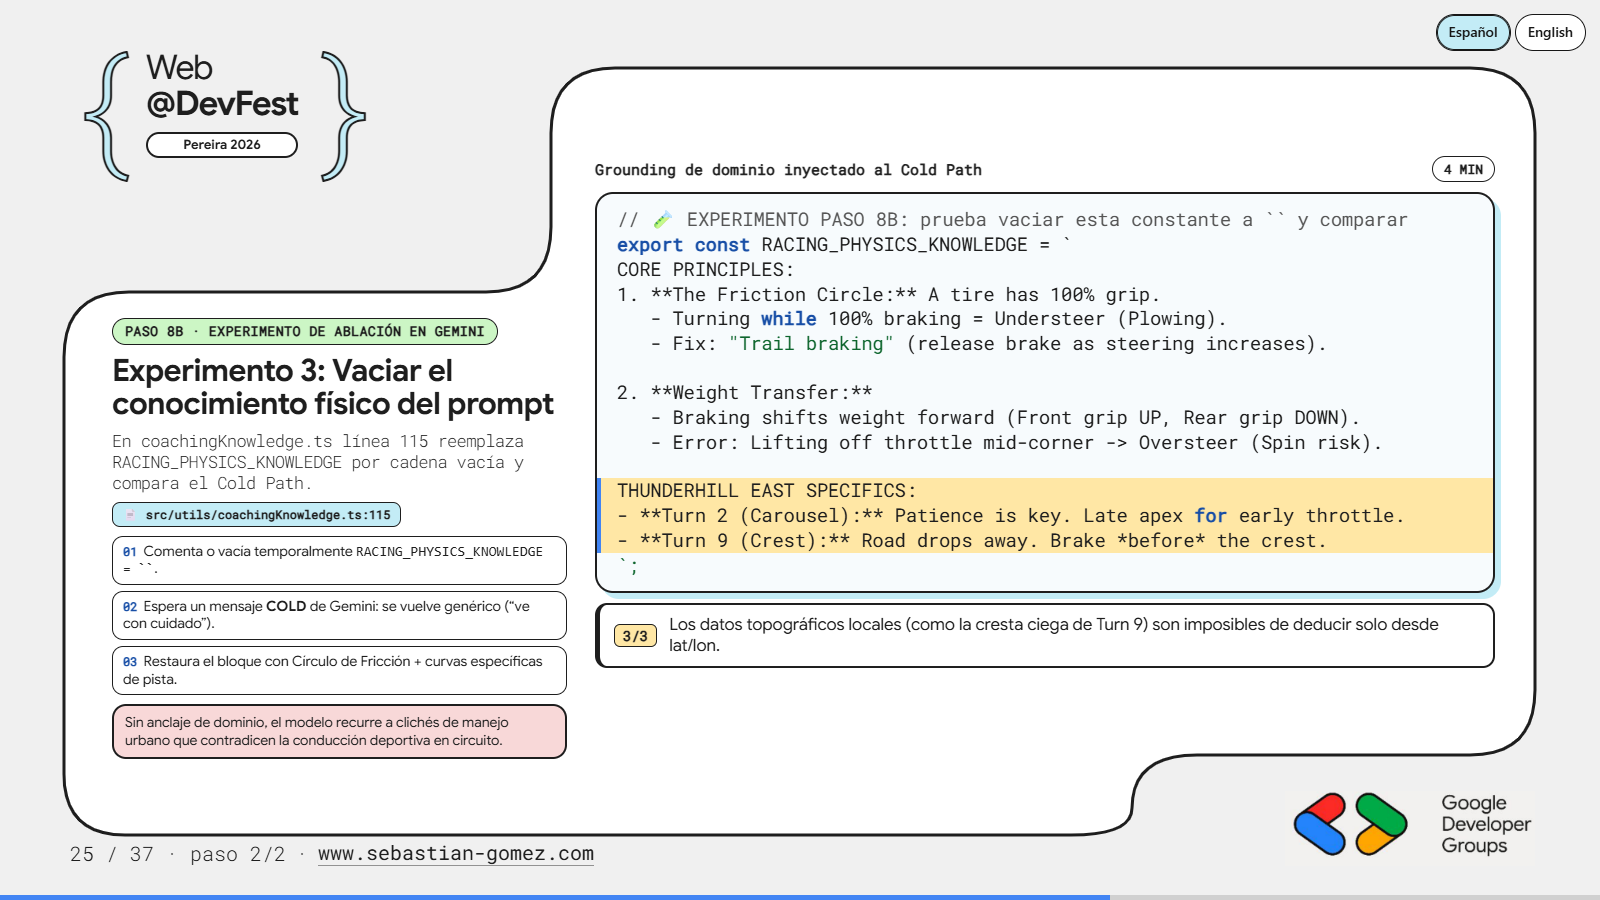 Español
English
Web
@DevFest
Pereira 2026
PASO 8B · EXPERIMENTO DE ABLACIÓN EN GEMINI
Experimento 3: Vaciar el
conocimiento físico del prompt
En coachingKnowledge.ts línea 115 reemplaza
RACING_PHYSICS_KNOWLEDGE por cadena vacía y
compara el Cold Path.
src/utils/coachingKnowledge.ts:115
01 Comenta o vacía temporalmente RACING_PHYSICS_KNOWLEDGE
= ``.
02 Espera un mensaje COLD de Gemini: se vuelve genérico (“ve
con cuidado”).
03 Restaura el bloque con Círculo de Fricción + curvas específicas
de pista.
Sin anclaje de dominio, el modelo recurre a clichés de manejo
urbano que contradicen la conducción deportiva en circuito.
Grounding de dominio inyectado al Cold Path
4 MIN
// 🧪 EXPERIMENTO PASO 8B: prueba vaciar esta constante a `` y comparar
export const RACING_PHYSICS_KNOWLEDGE = `
CORE PRINCIPLES:
1. **The Friction Circle:** A tire has 100% grip.
   - Turning while 100% braking = Understeer (Plowing).
   - Fix: "Trail braking" (release brake as steering increases).
2. **Weight Transfer:**
   - Braking shifts weight forward (Front grip UP, Rear grip DOWN).
   - Error: Lifting off throttle mid-corner -> Oversteer (Spin risk).
THUNDERHILL EAST SPECIFICS:
- **Turn 2 (Carousel):** Patience is key. Late apex for early throttle.
- **Turn 9 (Crest):** Road drops away. Brake *before* the crest.
`;
3/3 Los datos topográficos locales (como la cresta ciega de Turn 9) son imposibles de deducir solo desde
lat/lon.
25 / 37 · paso 2/2 · www.sebastian-gomez.com
Google
Developer
Groups